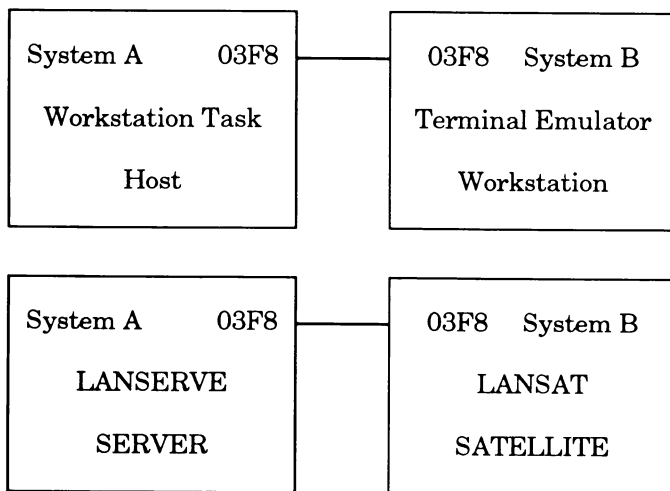 System A 03F8
Workstation Task
Host
03F8 System B
Terminal Emulator
Workstation
System A 03F8
LANSERVE
SERVER
03F8 System B
LANSAT
SATELLITE